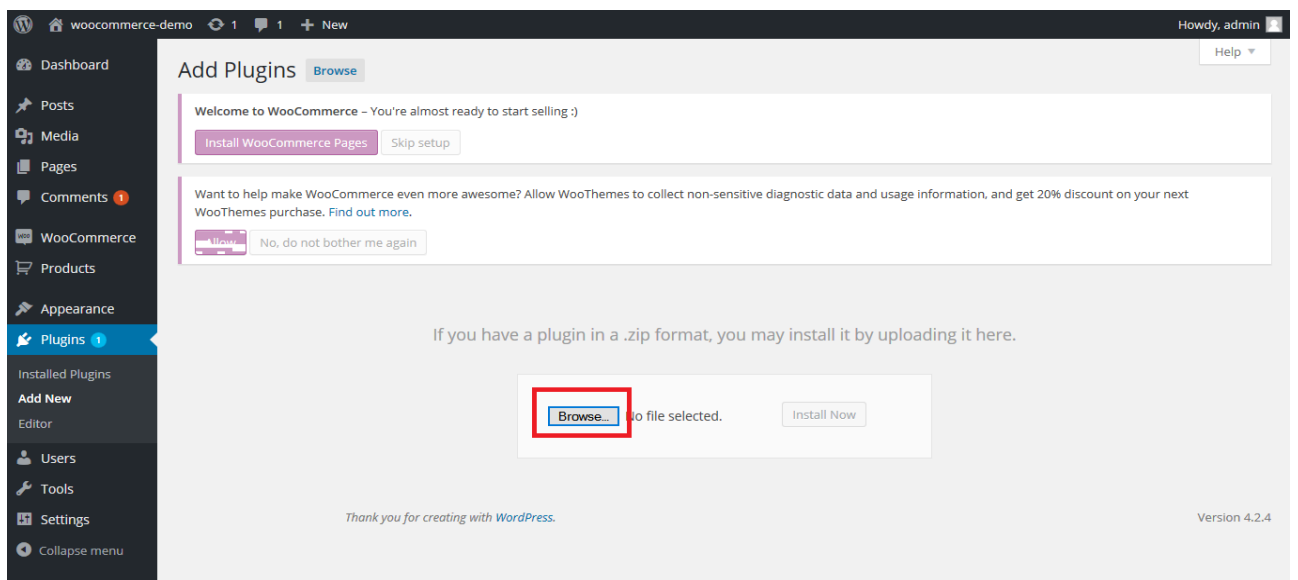 woocommerce-demo 1 1 + New Howdy, admin
Help
Dashboard
Posts
Media
Pages
Comments 1
WooCommerce
Products
Appearance
Plugins 1
Installed Plugins
Add New
Editor
Users
Tools
Settings
Collapse menu
Add Plugins Browse
Welcome to WooCommerce – You're almost ready to start selling :)
Install WooCommerce Pages Skip setup
Want to help make WooCommerce even more awesome? Allow WooThemes to collect non-sensitive diagnostic data and usage information, and get 20% discount on your next
WooThemes purchase. Find out more.
Allow No, do not bother me again
If you have a plugin in a .zip format, you may install it by uploading it here.
Browse... No file selected. Install Now
Thank you for creating with WordPress. Version 4.2.4